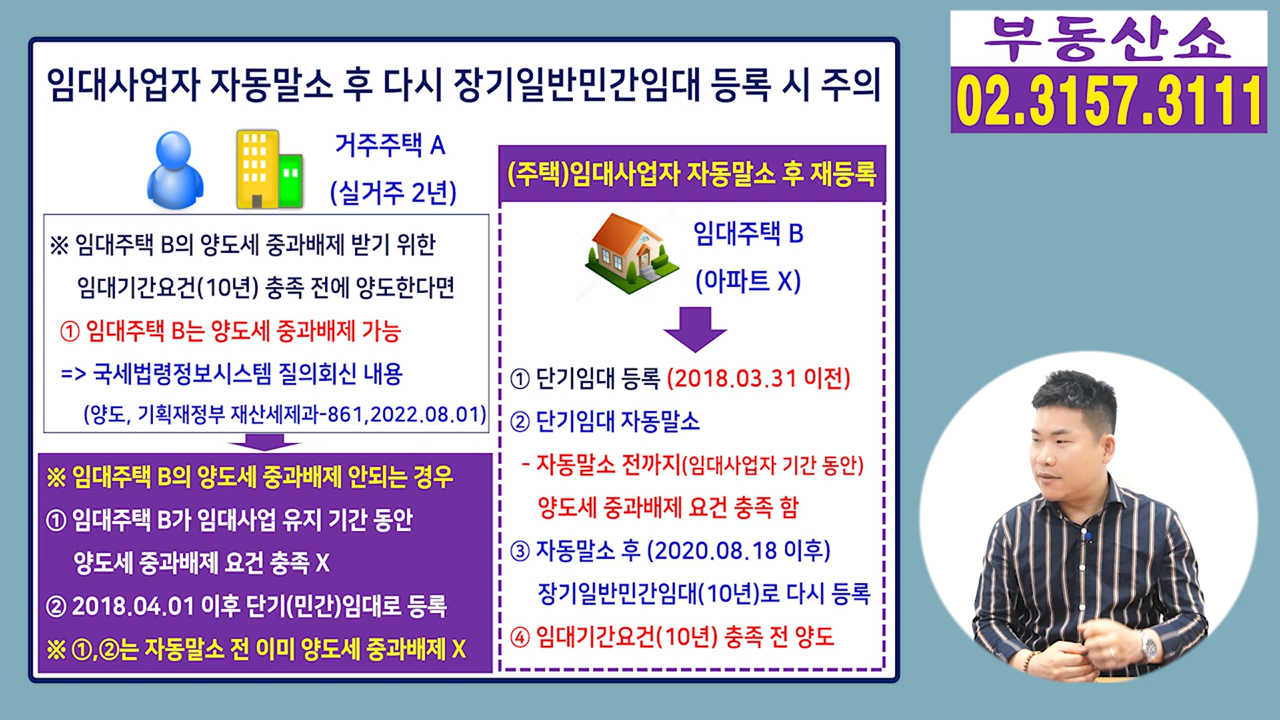 부동산쇼
02.3157.3111
임대사업자 자동말소 후 다시 장기일반민간임대 등록 시 주의
거주주택 A
(실거주 2년)
※ 임대주택 B의 양도세 중과배제 받기 위한
임대기간요건(10년) 충족 전에 양도한다면
① 임대주택 B는 양도세 중과배제 가능
=> 국세법령정보시스템 질의회신 내용
(양도, 기획재정부 재산세제과-861,2022.08.01)
※ 임대주택 B의 양도세 중과배제 안되는 경우
① 임대주택 B가 임대사업 유지 기간 동안
양도세 중과배제 요건 충족 X
② 2018.04.01 이후 단기(민간)임대로 등록
※ ①,②는 자동말소 전 이미 양도세 중과배제 X
(주택)임대사업자 자동말소 후 재등록
임대주택 B
(아파트 X)
① 단기임대 등록 (2018.03.31 이전)
② 단기임대 자동말소
- 자동말소 전까지(임대사업자 기간 동안)
양도세 중과배제 요건 충족 함
③ 자동말소 후 (2020.08.18 이후)
장기일반민간임대(10년)로 다시 등록
④ 임대기간요건(10년) 충족 전 양도